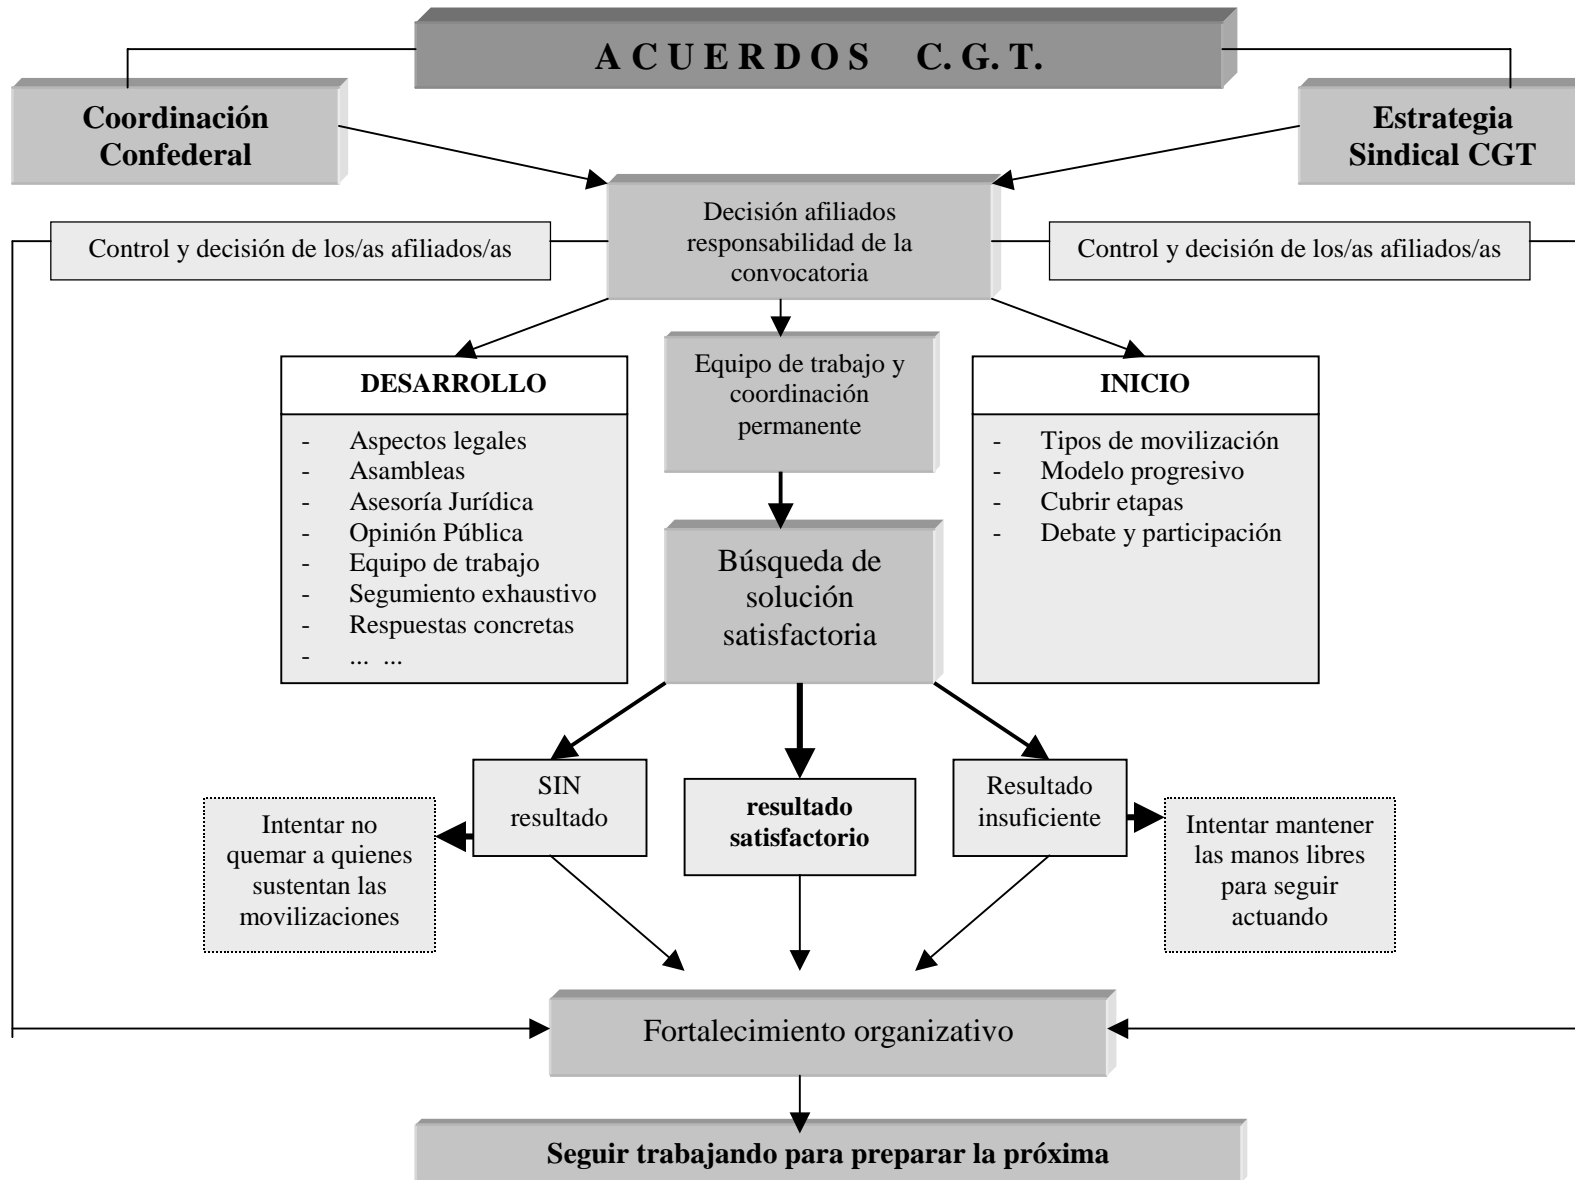 ACUERDOS C. G. T.
Coordinación
Confederal
Estrategia
Sindical CGT
Decisión afiliados
responsabilidad de la
convocatoria
Control y decisión de los/as afiliados/as
Control y decisión de los/as afiliados/as
DESARROLLO
- Aspectos legales
- Asambleas
- Asesoría Jurídica
- Opinión Pública
- Equipo de trabajo
- Segumiento exhaustivo
- Respuestas concretas
- ... ...
Equipo de trabajo y
coordinación
permanente
INICIO
- Tipos de movilización
- Modelo progresivo
- Cubrir etapas
- Debate y participación
Búsqueda de
solución
satisfactoria
SIN
resultado
resultado
satisfactorio
Resultado
insuficiente
Intentar no
quemar a quienes
sustentan las
movilizaciones
Intentar mantener
las manos libres
para seguir
actuando
Fortalecimiento organizativo
Seguir trabajando para preparar la próxima